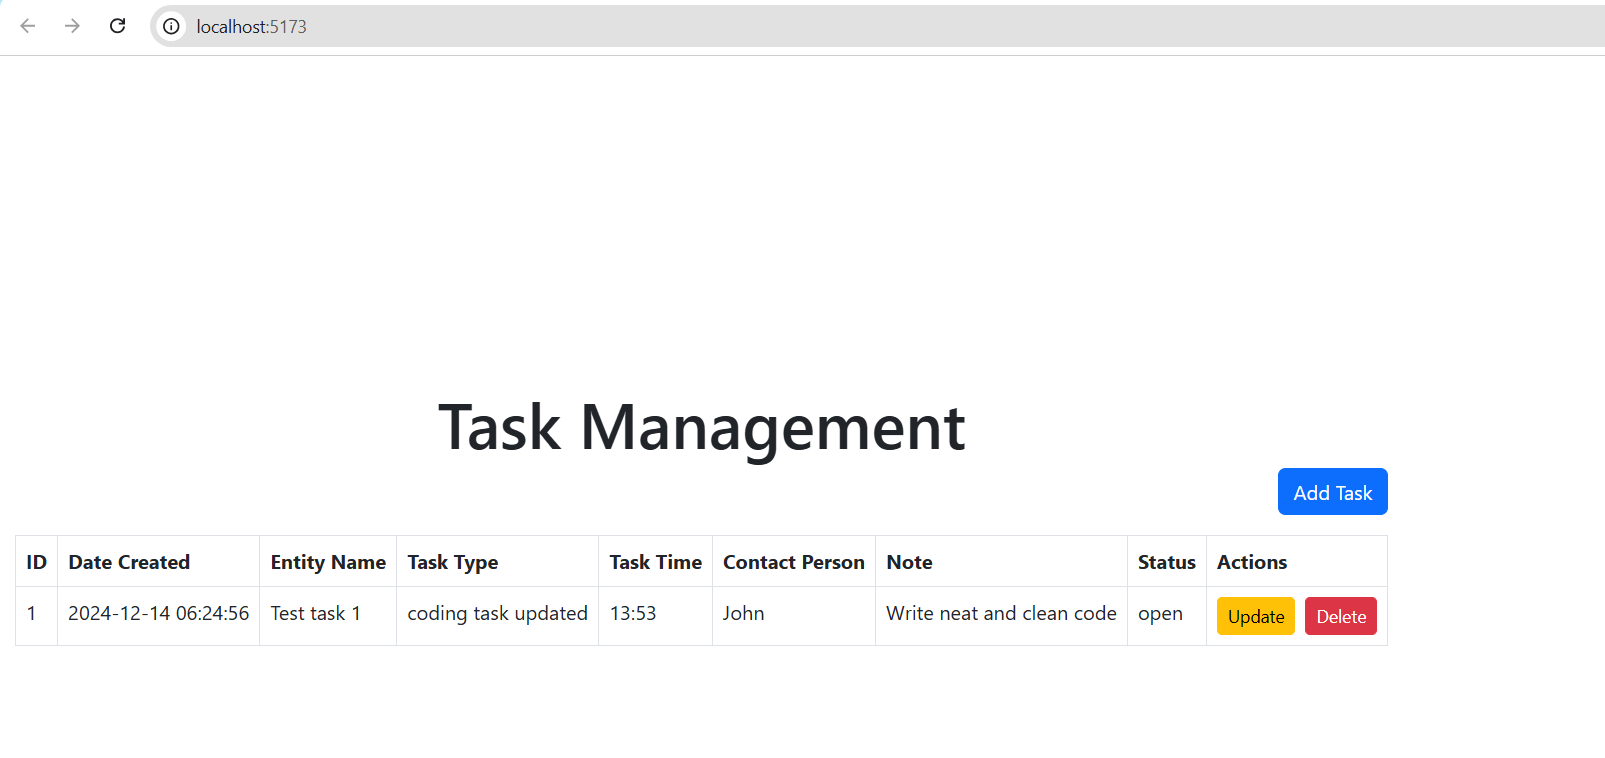 localhost:5173
Task Management
Add Task
ID Date Created Entity Name Task Type Task Time Contact Person Note Status Actions
1 2024-12-14 06:24:56 Test task 1 coding task updated 13:53 John Write neat and clean code open Update Delete